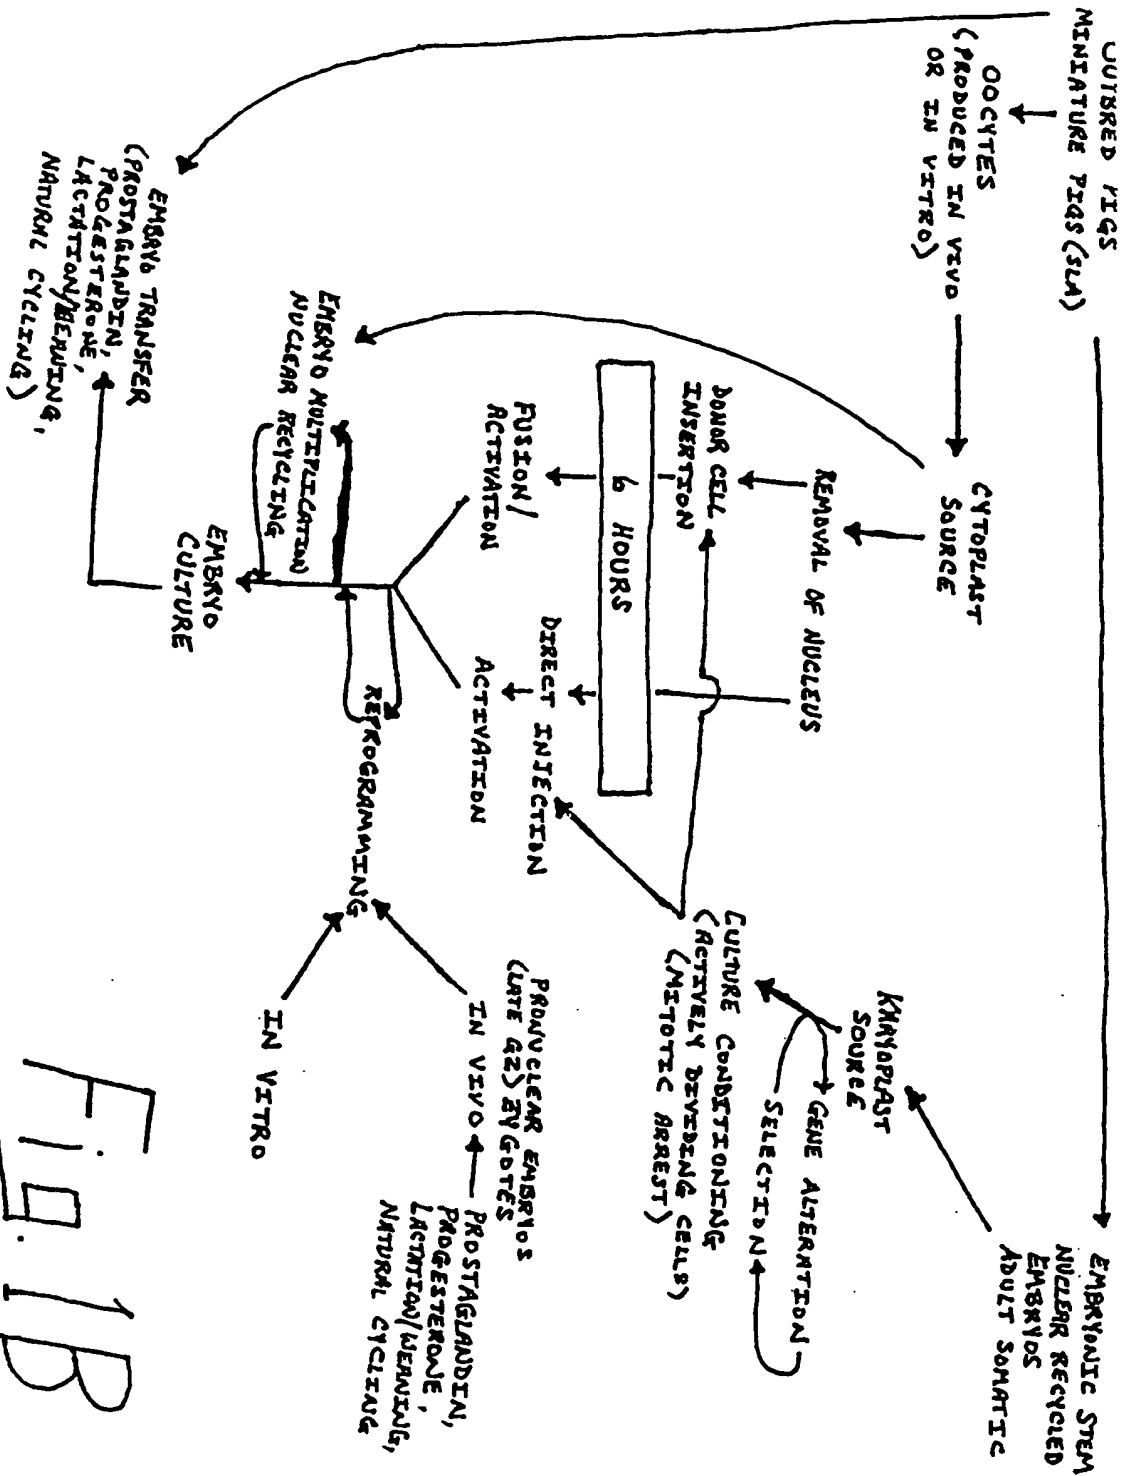 OUTBRED PIGS
MINIATURE PIGS (SLA)
OOCYTES
(PRODUCED IN VIVO
OR IN VITRO)
CYTOPLAST
SOURCE
EMBRYONIC STEM
NUCLEAR RECYCLED
EMBRYOS
ADULT SOMATIC
KARYOPLAST
SOURCE
GENE ALTERATION
SELECTION
REMOVAL OF NUCLEUS
CULTURE CONDITIONING
(ACTIVELY DIVIDING CELLS)
(MITOTIC ARREST)
DONOR CELL
INSERTION
6 HOURS
DIRECT INJECTION
FUSION/
ACTIVATION
ACTIVATION
PRONUCLEAR EMBRYOS
(LATE G2) ZYGOTES
IN VIVO
PROSTAGLANDIN,
PROGESTERONE,
LACTATION/WEANING,
NATURAL CYCLING
REPROGRAMMING
IN VITRO
EMBRYO MULTIPLICATION
NUCLEAR RECYCLING
EMBRYO
CULTURE
EMBRYO TRANSFER
(PROSTAGLANDIN,
PROGESTERONE,
LACTATION/WEANING,
NATURAL CYCLING)
Fig. 1B